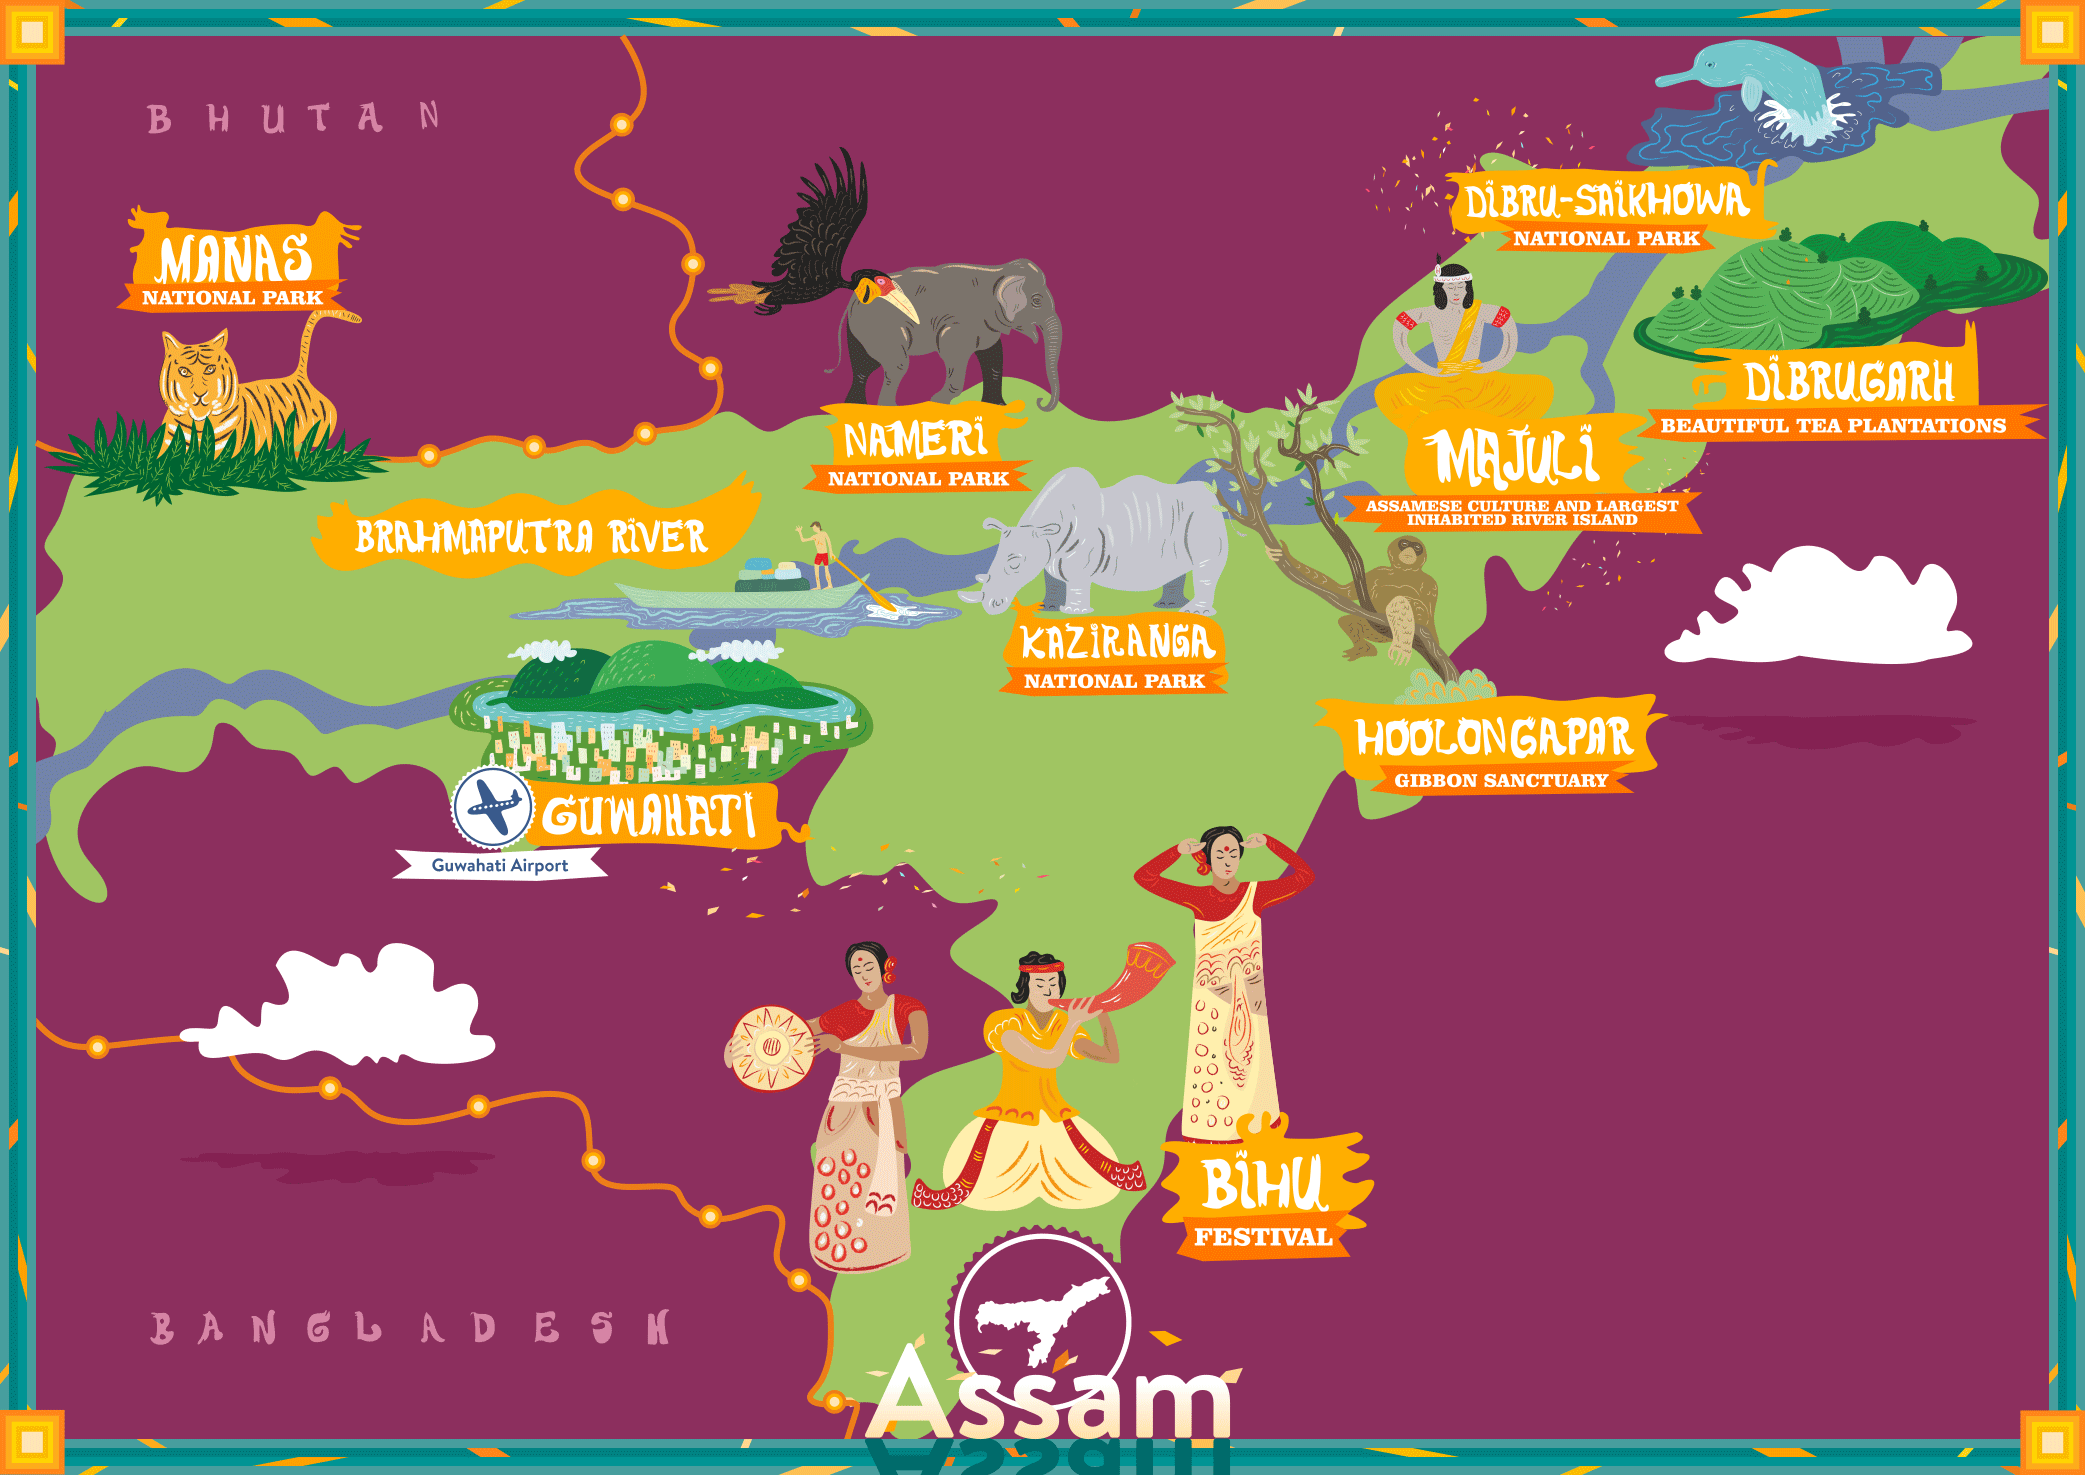 BHUTAN
MANAS
NATIONAL PARK
DIBRU-SAIKHOWA
NATIONAL PARK
DIBRUGARH
BEAUTIFUL TEA PLANTATIONS
NAMERI
NATIONAL PARK
MAJULI
ASSAMESE CULTURE AND LARGEST
INHABITED RIVER ISLAND
BRAHMAPUTRA RIVER
KAZIRANGA
NATIONAL PARK
HOOLONGAPAR
GIBBON SANCTUARY
GUWAHATI
Guwahati Airport
BIHU
FESTIVAL
BANGLADESH
Assam